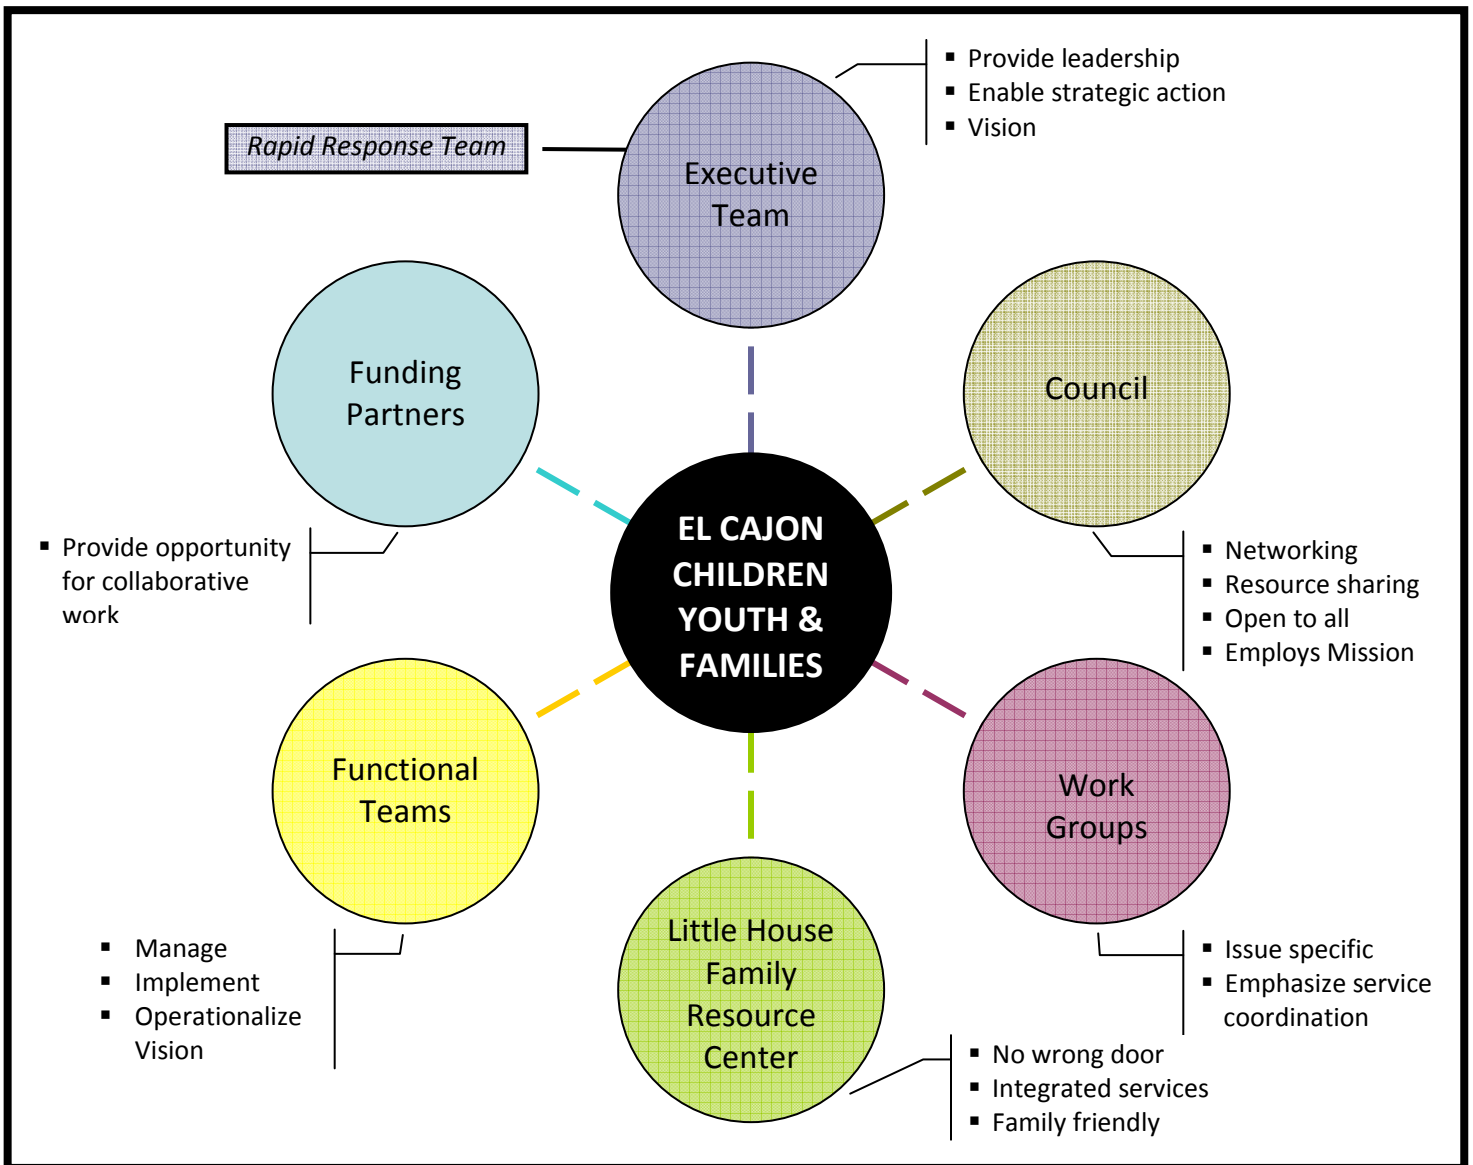 ▪ Provide leadership
▪ Enable strategic action
▪ Vision
Rapid Response Team
Executive
Team
Funding
Partners
Council
EL CAJON
CHILDREN
YOUTH &
FAMILIES
▪ Provide opportunity
for collaborative
work
▪ Networking
▪ Resource sharing
▪ Open to all
▪ Employs Mission
Functional
Teams
Work
Groups
▪ Manage
▪ Implement
▪ Operationalize
Vision
Little House
Family
Resource
Center
▪ Issue specific
▪ Emphasize service
coordination
▪ No wrong door
▪ Integrated services
▪ Family friendly